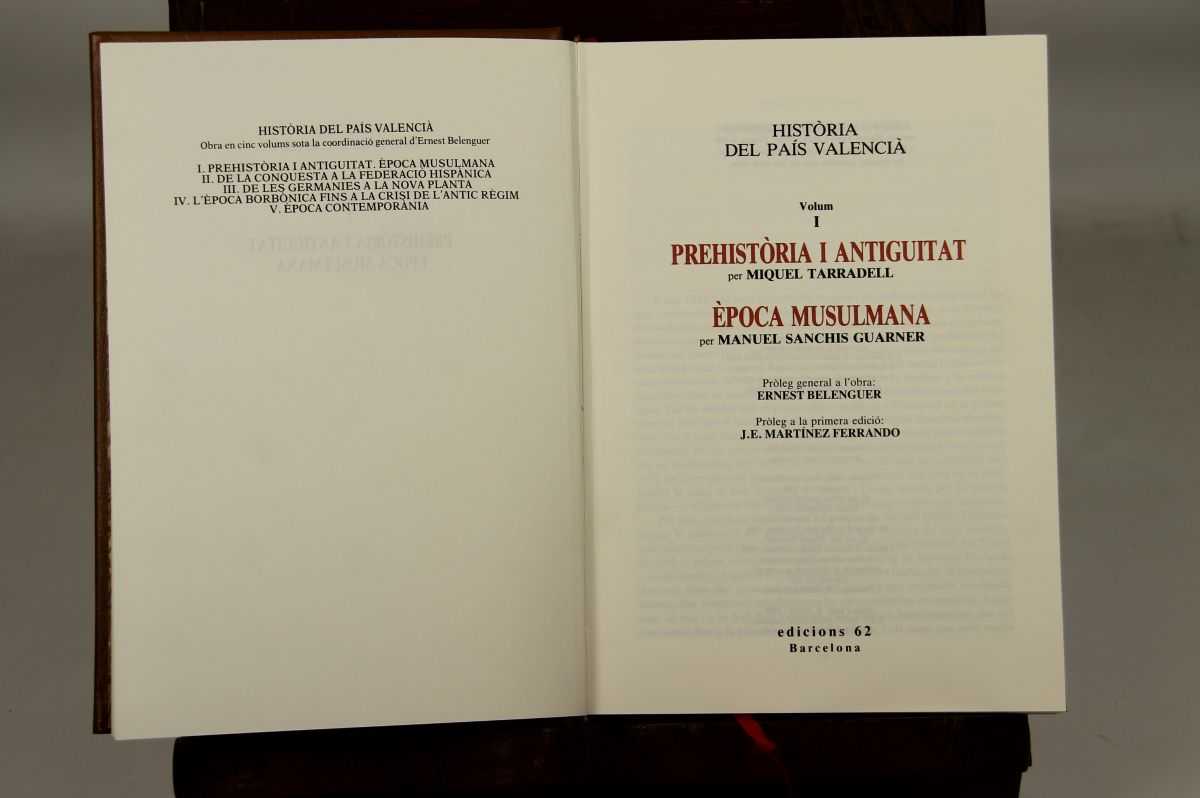 HISTÒRIA DEL PAÍS VALENCIÀ
Obra en cinc volums sota la coordinació general d'Ernest Belenguer
I. PREHISTÒRIA I ANTIGUITAT. ÈPOCA MUSULMANA
II. DE LA CONQUESTA A LA FEDERACIÓ HISPÀNICA
III. DE LES GERMANIES A LA NOVA PLANTA
IV. L'ÈPOCA BORBÒNICA FINS A LA CRISI DE L'ANTIC RÈGIM
V. ÈPOCA CONTEMPORÀNIA
HISTÒRIA
DEL PAÍS VALENCIÀ
Volum
I
PREHISTÒRIA I ANTIGUITAT
per MIQUEL TARRADELL
ÈPOCA MUSULMANA
per MANUEL SANCHIS GUARNER
Pròleg general a l'obra:
ERNEST BELENGUER
Pròleg a la primera edició:
J.E. MARTÍNEZ FERRANDO
edicions 62
Barcelona